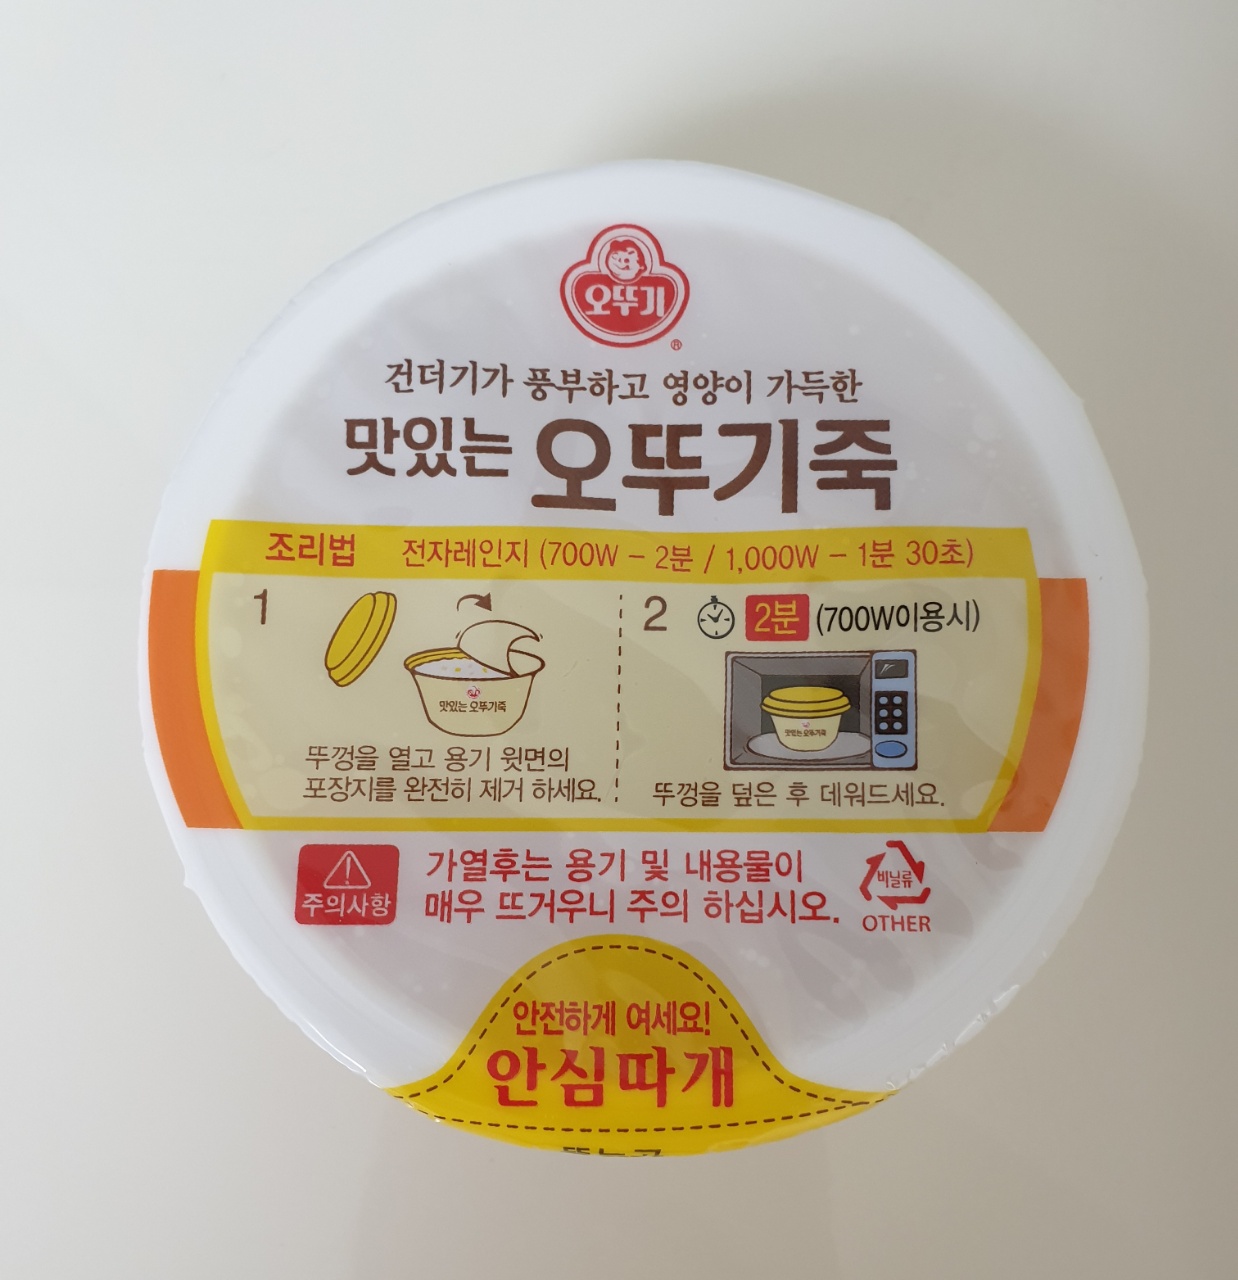 오뚜기
®
건더기가 풍부하고 영양이 가득한
맛있는 오뚜기죽
조리법 전자레인지 (700W – 2분 / 1,000W – 1분 30초)
1
맛있는 오뚜기죽
뚜껑을 열고 용기 윗면의
포장지를 완전히 제거 하세요.
2 2분 (700W이용시)
맛있는 오뚜기죽
뚜껑을 덮은 후 데워드세요.
주의사항
가열후는 용기 및 내용물이
매우 뜨거우니 주의 하십시오.
비닐류
OTHER
안전하게 여세요!
안심따개